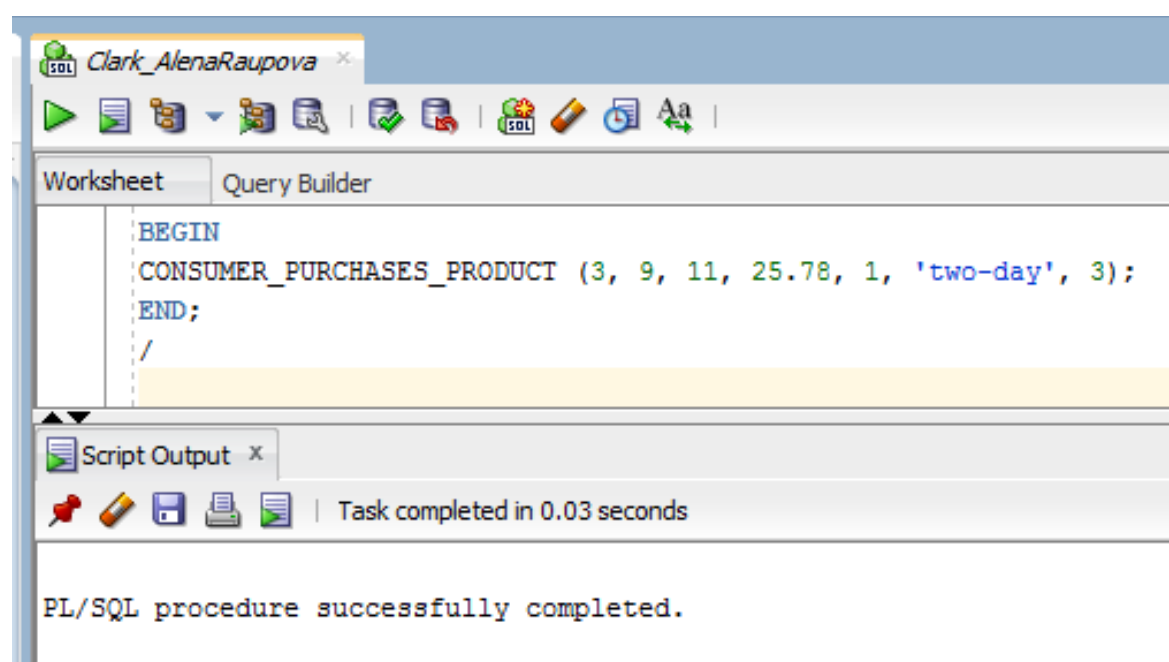 Clark_AlenaRaupova
Worksheet Query Builder
BEGIN
CONSUMER_PURCHASES_PRODUCT (3, 9, 11, 25.78, 1, 'two-day', 3);
END;
/
Script Output x
Task completed in 0.03 seconds
PL/SQL procedure successfully completed.